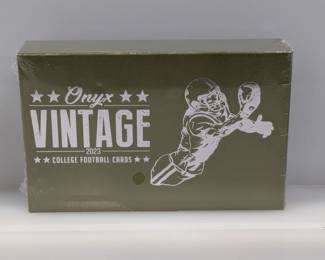 Onyx
VINTAGE
2023
COLLEGE FOOTBALL CARDS